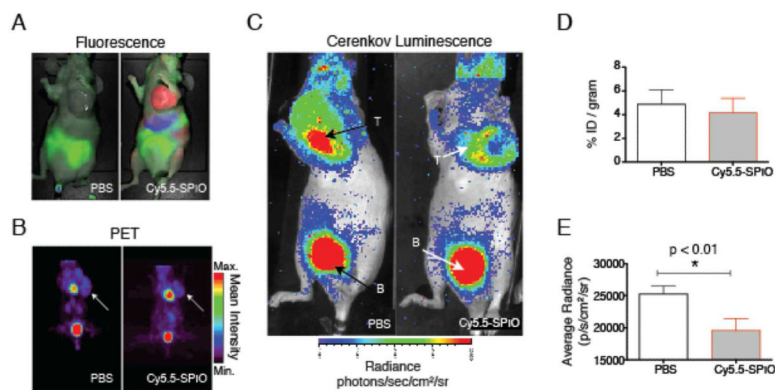 A
Fluorescence
PBS
Cy5.5-SPIO
B
PET
Max.
Mean Intensity
Min.
PBS
Cy5.5-SPIO
C
Cerenkov Luminescence
T
T
B
B
PBS
Cy5.5-SPIO
Radiance
photons/sec/cm²/sr
D
% ID / gram
8
6
4
2
0
PBS
Cy5.5-SPIO
E
p < 0.01
*
Average Radiance
(p/s/cm²/sr)
30000
25000
20000
15000
PBS
Cy5.5-SPIO